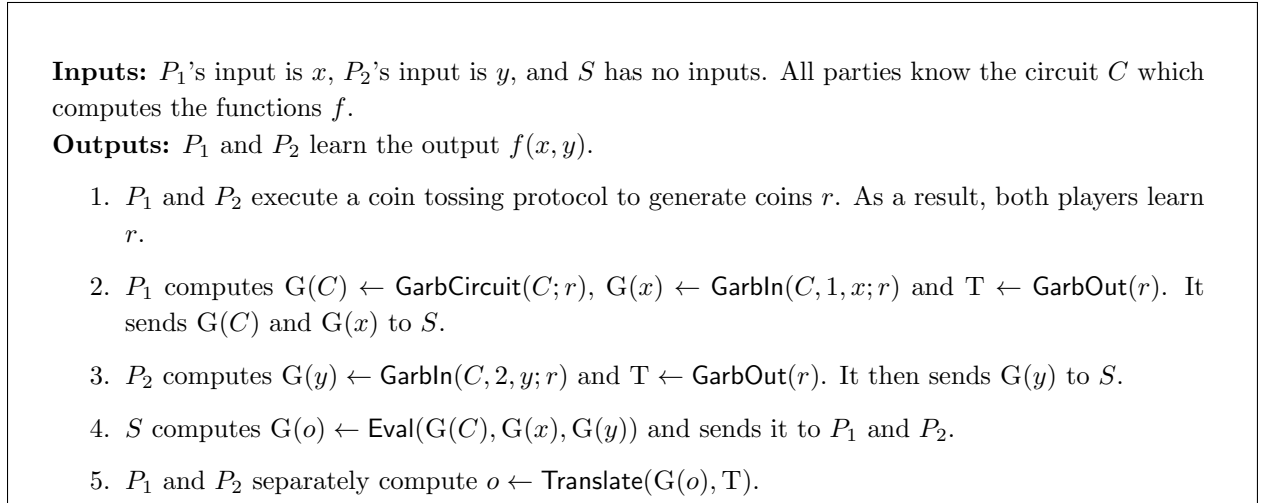 Inputs: P₁'s input is x, P₂'s input is y, and S has no inputs. All parties know the circuit C which
computes the functions f.
Outputs: P₁ and P₂ learn the output f(x, y).
1. P₁ and P₂ execute a coin tossing protocol to generate coins r. As a result, both players learn
r.
2. P₁ computes G(C) ← GarbCircuit(C; r), G(x) ← GarbIn(C, 1, x; r) and T ← GarbOut(r). It
sends G(C) and G(x) to S.
3. P₂ computes G(y) ← GarbIn(C, 2, y; r) and T ← GarbOut(r). It then sends G(y) to S.
4. S computes G(o) ← Eval(G(C), G(x), G(y)) and sends it to P₁ and P₂.
5. P₁ and P₂ separately compute o ← Translate(G(o), T).